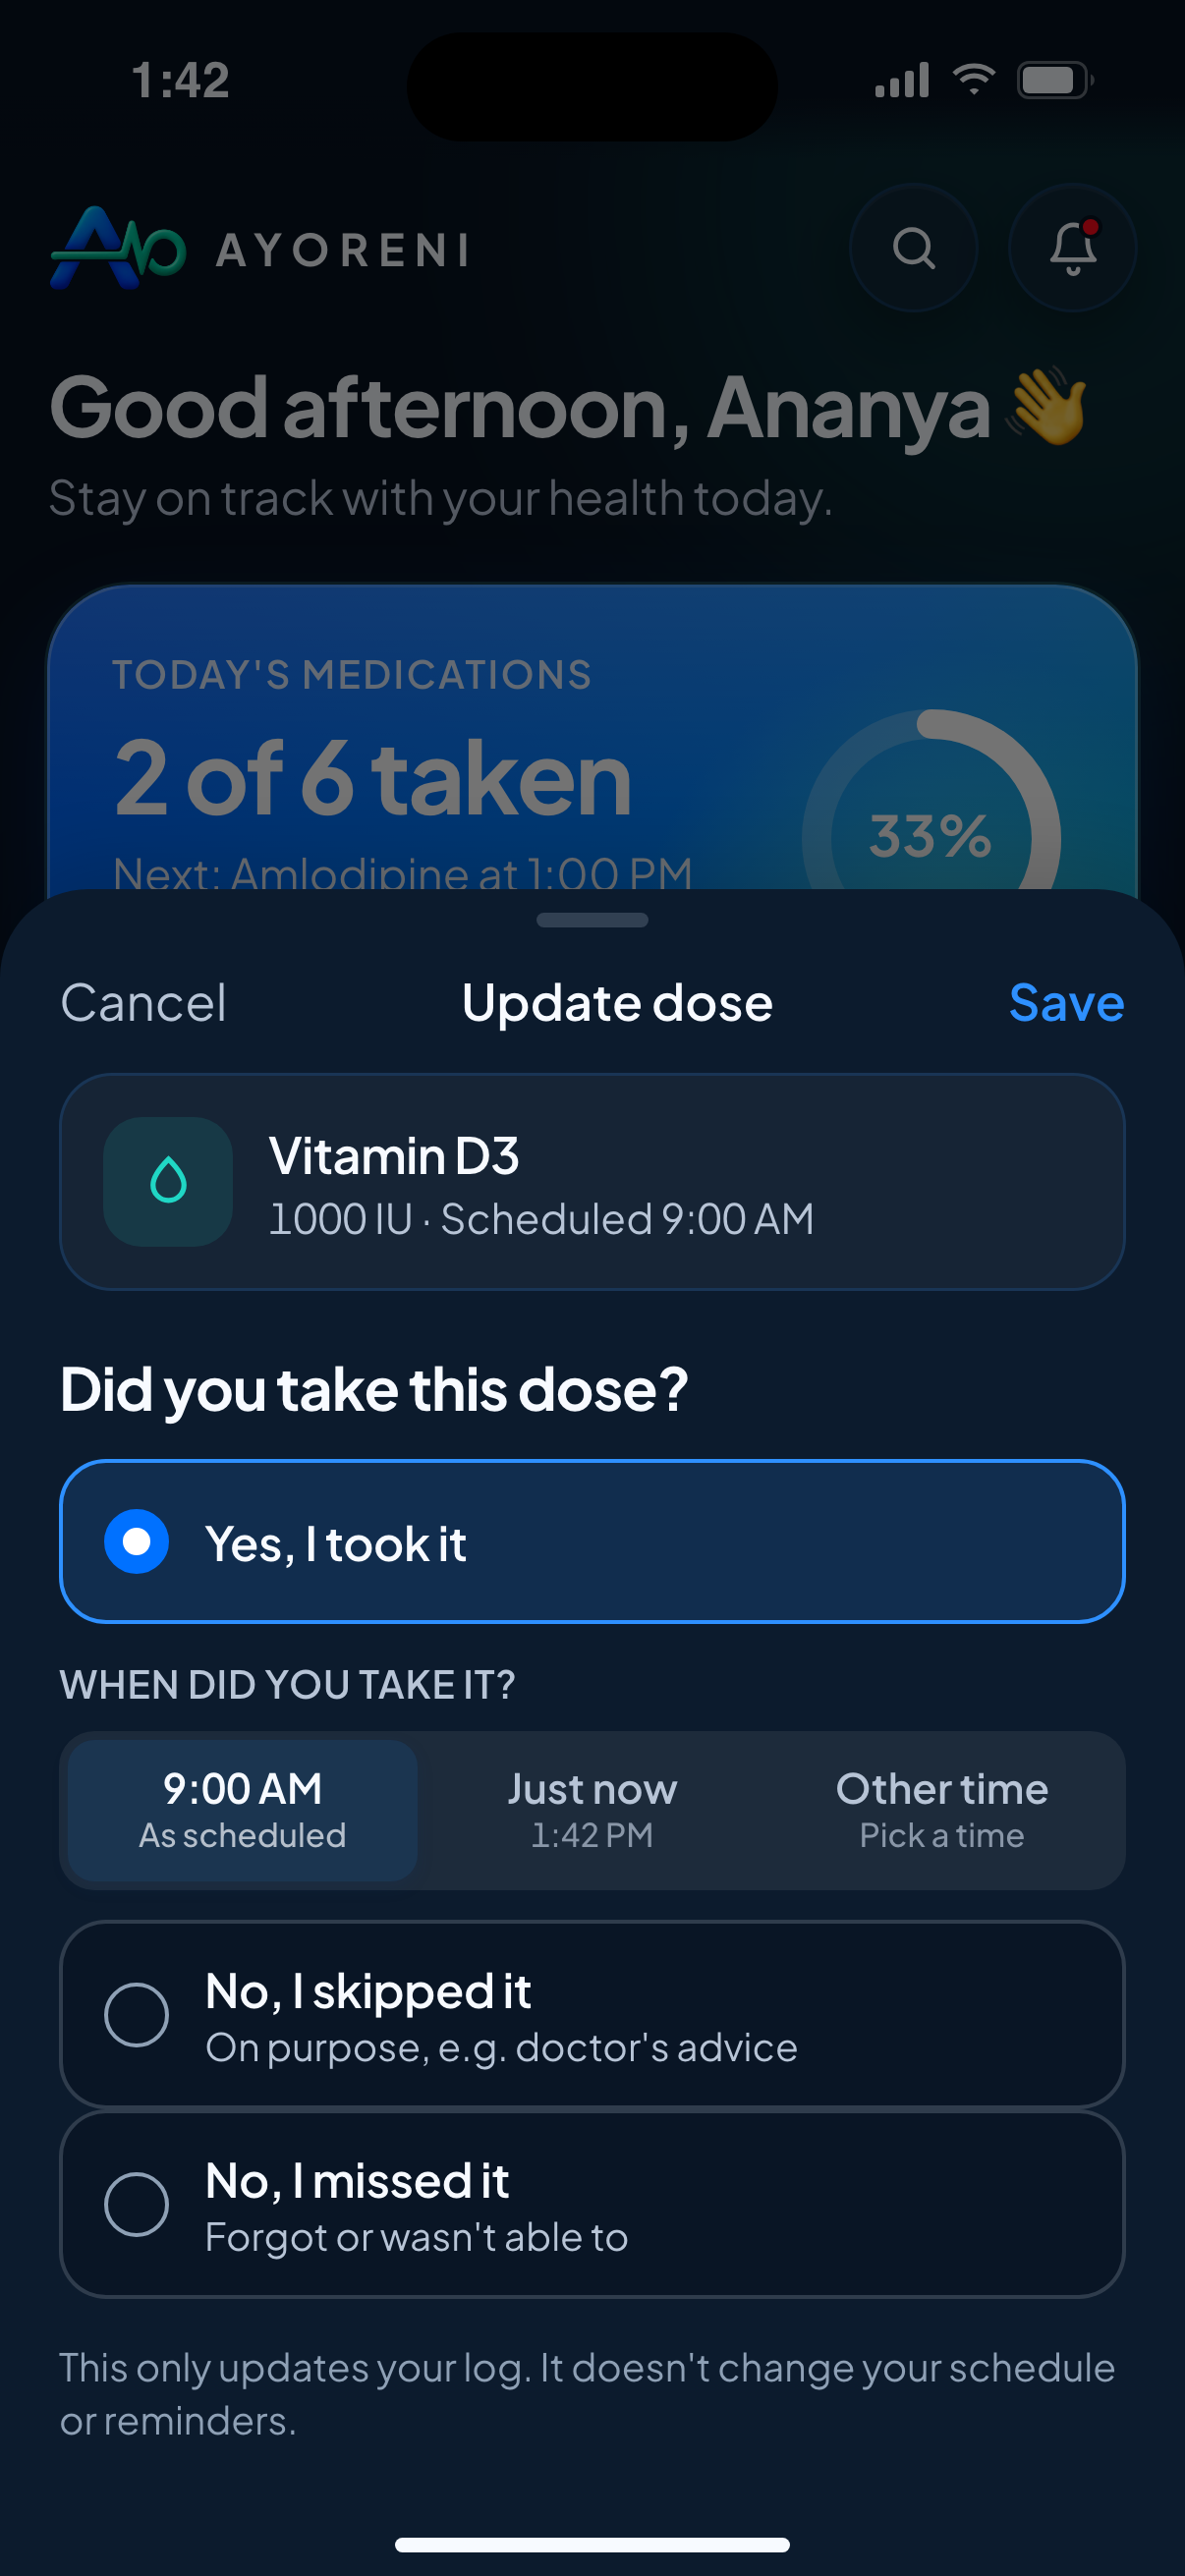 1:42
AYORENI
Good afternoon, Ananya 👋
Stay on track with your health today.
TODAY'S MEDICATIONS
2 of 6 taken
33%
Next: Amlodipine at 1:00 PM
Cancel
Update dose
Save
Vitamin D3
1000 IU · Scheduled 9:00 AM
Did you take this dose?
Yes, I took it
WHEN DID YOU TAKE IT?
9:00 AM
As scheduled
Just now
1:42 PM
Other time
Pick a time
No, I skipped it
On purpose, e.g. doctor's advice
No, I missed it
Forgot or wasn't able to
This only updates your log. It doesn't change your schedule
or reminders.